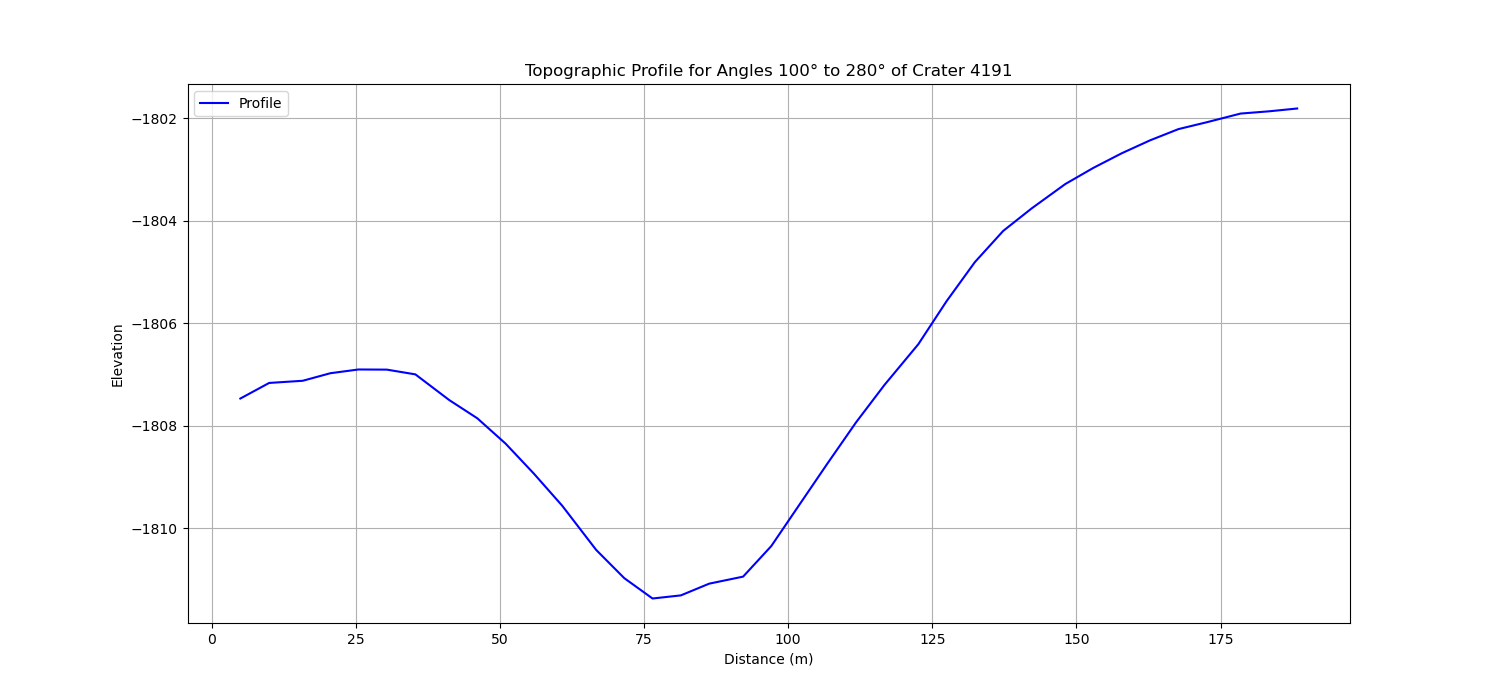 Topographic Profile for Angles 100° to 280° of Crater 4191
Profile
−1802
−1804
−1806
−1808
−1810
Elevation
0 25 50 75 100 125 150 175
Distance (m)